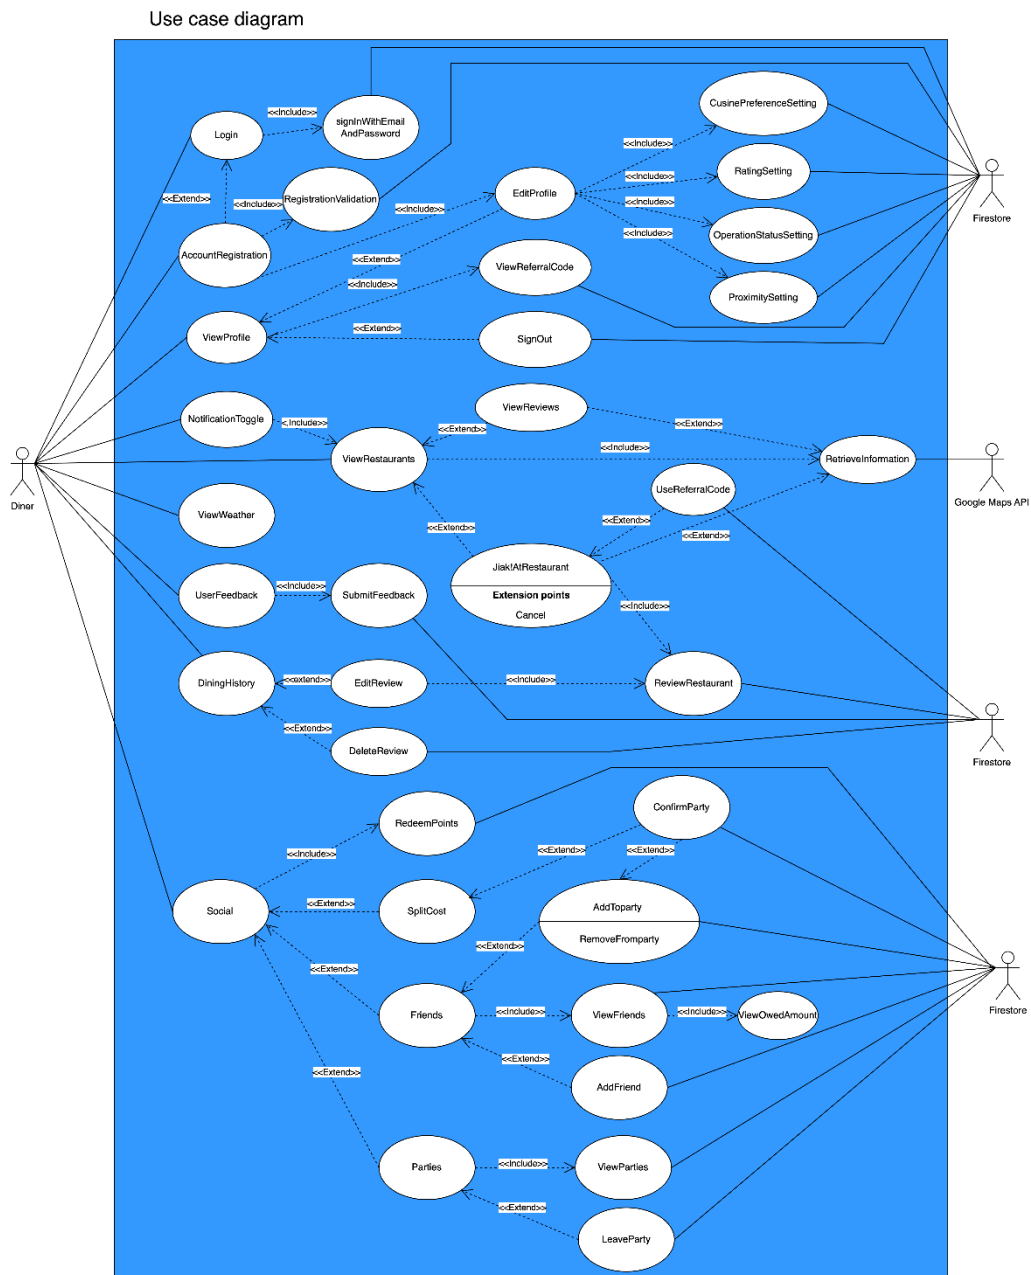 Use case diagram
<<Include>>
signInWithEmail
AndPassword
Login
CusinePreferenceSetting
<<Include>>
RatingSetting
<<Extend>>
<<Include>>
RegistrationValidation
<<Include>>
EditProfile
<<Include>>
<<Include>>
Firestore
AccountRegistration
<<Include>>
OperationStatusSetting
<<Extend>>
ViewReferralCode
<<Include>>
ProximitySetting
ViewProfile
<<Extend>>
SignOut
NotificationToggle
<,Include>>
ViewReviews
<<Extend>>
<<Extend>>
<<Include>>
ViewRestaurants
RetrieveInformation
Diner
UseReferralCode
Google Maps API
ViewWeather
<<Extend>>
<<Extend>>
<<Extend>>
Jiak!AtRestaurant
Extension points
Cancel
UserFeedback
<<Include>>
SubmitFeedback
<<Include>>
DiningHistory
<<extend>>
EditReview
<<Include>>
ReviewRestaurant
<<Extend>>
DeleteReview
Firestore
RedeemPoints
ConfirmParty
<<Include>>
<<Extend>>
<<Extend>>
Social
<<Extend>>
SplitCost
AddToparty
RemoveFromparty
<<Extend>>
<<Extend>>
Friends
<<Include>>
ViewFriends
<<Include>>
ViewOwedAmount
Firestore
<<Extend>>
<<Extend>>
AddFriend
Parties
<<Include>>
ViewParties
<<Extend>>
LeaveParty